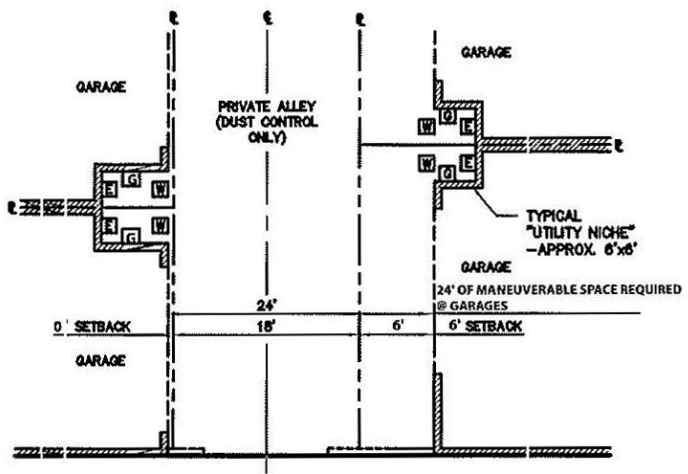 ℄
℄
℄
GARAGE
GARAGE
PRIVATE ALLEY
(DUST CONTROL
ONLY)
G
W
E
℄
W
E
G
G
E
W
℄
E
W
G
TYPICAL
"UTILITY NICHE"
-APPROX. 6'x6'
GARAGE
24' OF MANEUVERABLE SPACE REQUIRED
@ GARAGES
24'
0' SETBACK
18'
6'
6' SETBACK
GARAGE